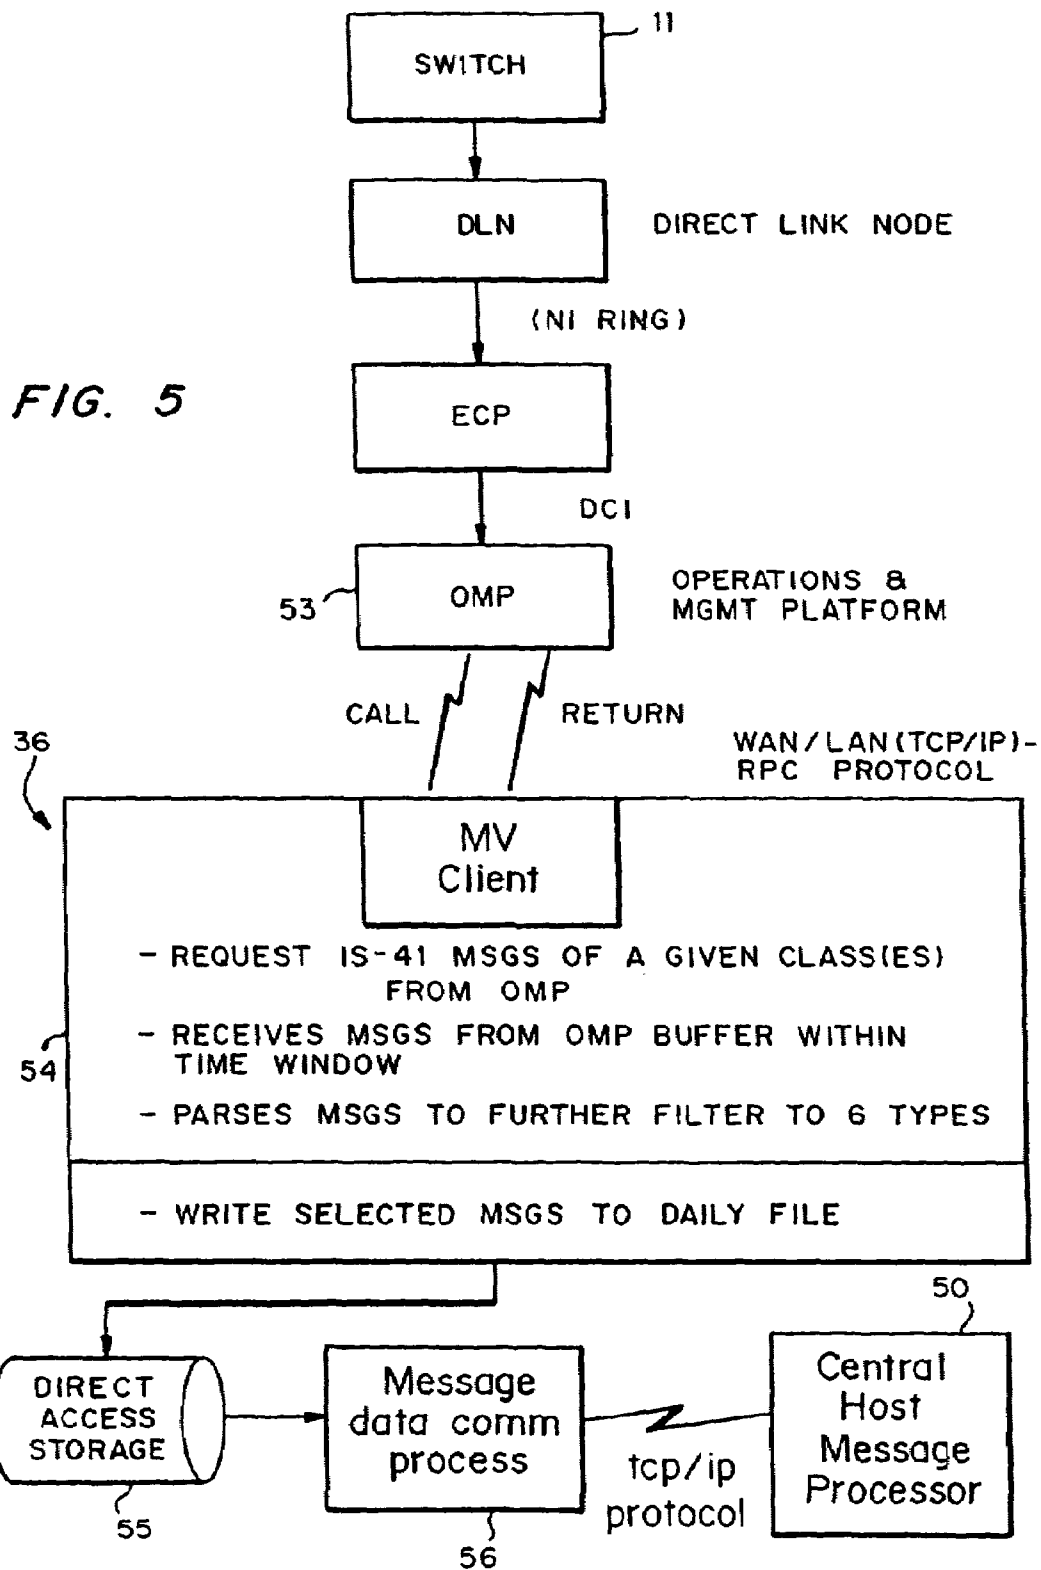 11
SWITCH
DLN
DIRECT LINK NODE
(NI RING)
FIG. 5
ECP
DCI
53
OMP
OPERATIONS &
MGMT PLATFORM
CALL
RETURN
36
WAN/LAN(TCP/IP)-
RPC PROTOCOL
MV
Client
- REQUEST IS-41 MSGS OF A GIVEN CLASS(ES)
FROM OMP
- RECEIVES MSGS FROM OMP BUFFER WITHIN
TIME WINDOW
54
- PARSES MSGS TO FURTHER FILTER TO 6 TYPES
- WRITE SELECTED MSGS TO DAILY FILE
50
DIRECT
ACCESS
STORAGE
55
Message
data comm
process
56
tcp/ip
protocol
Central
Host
Message
Processor